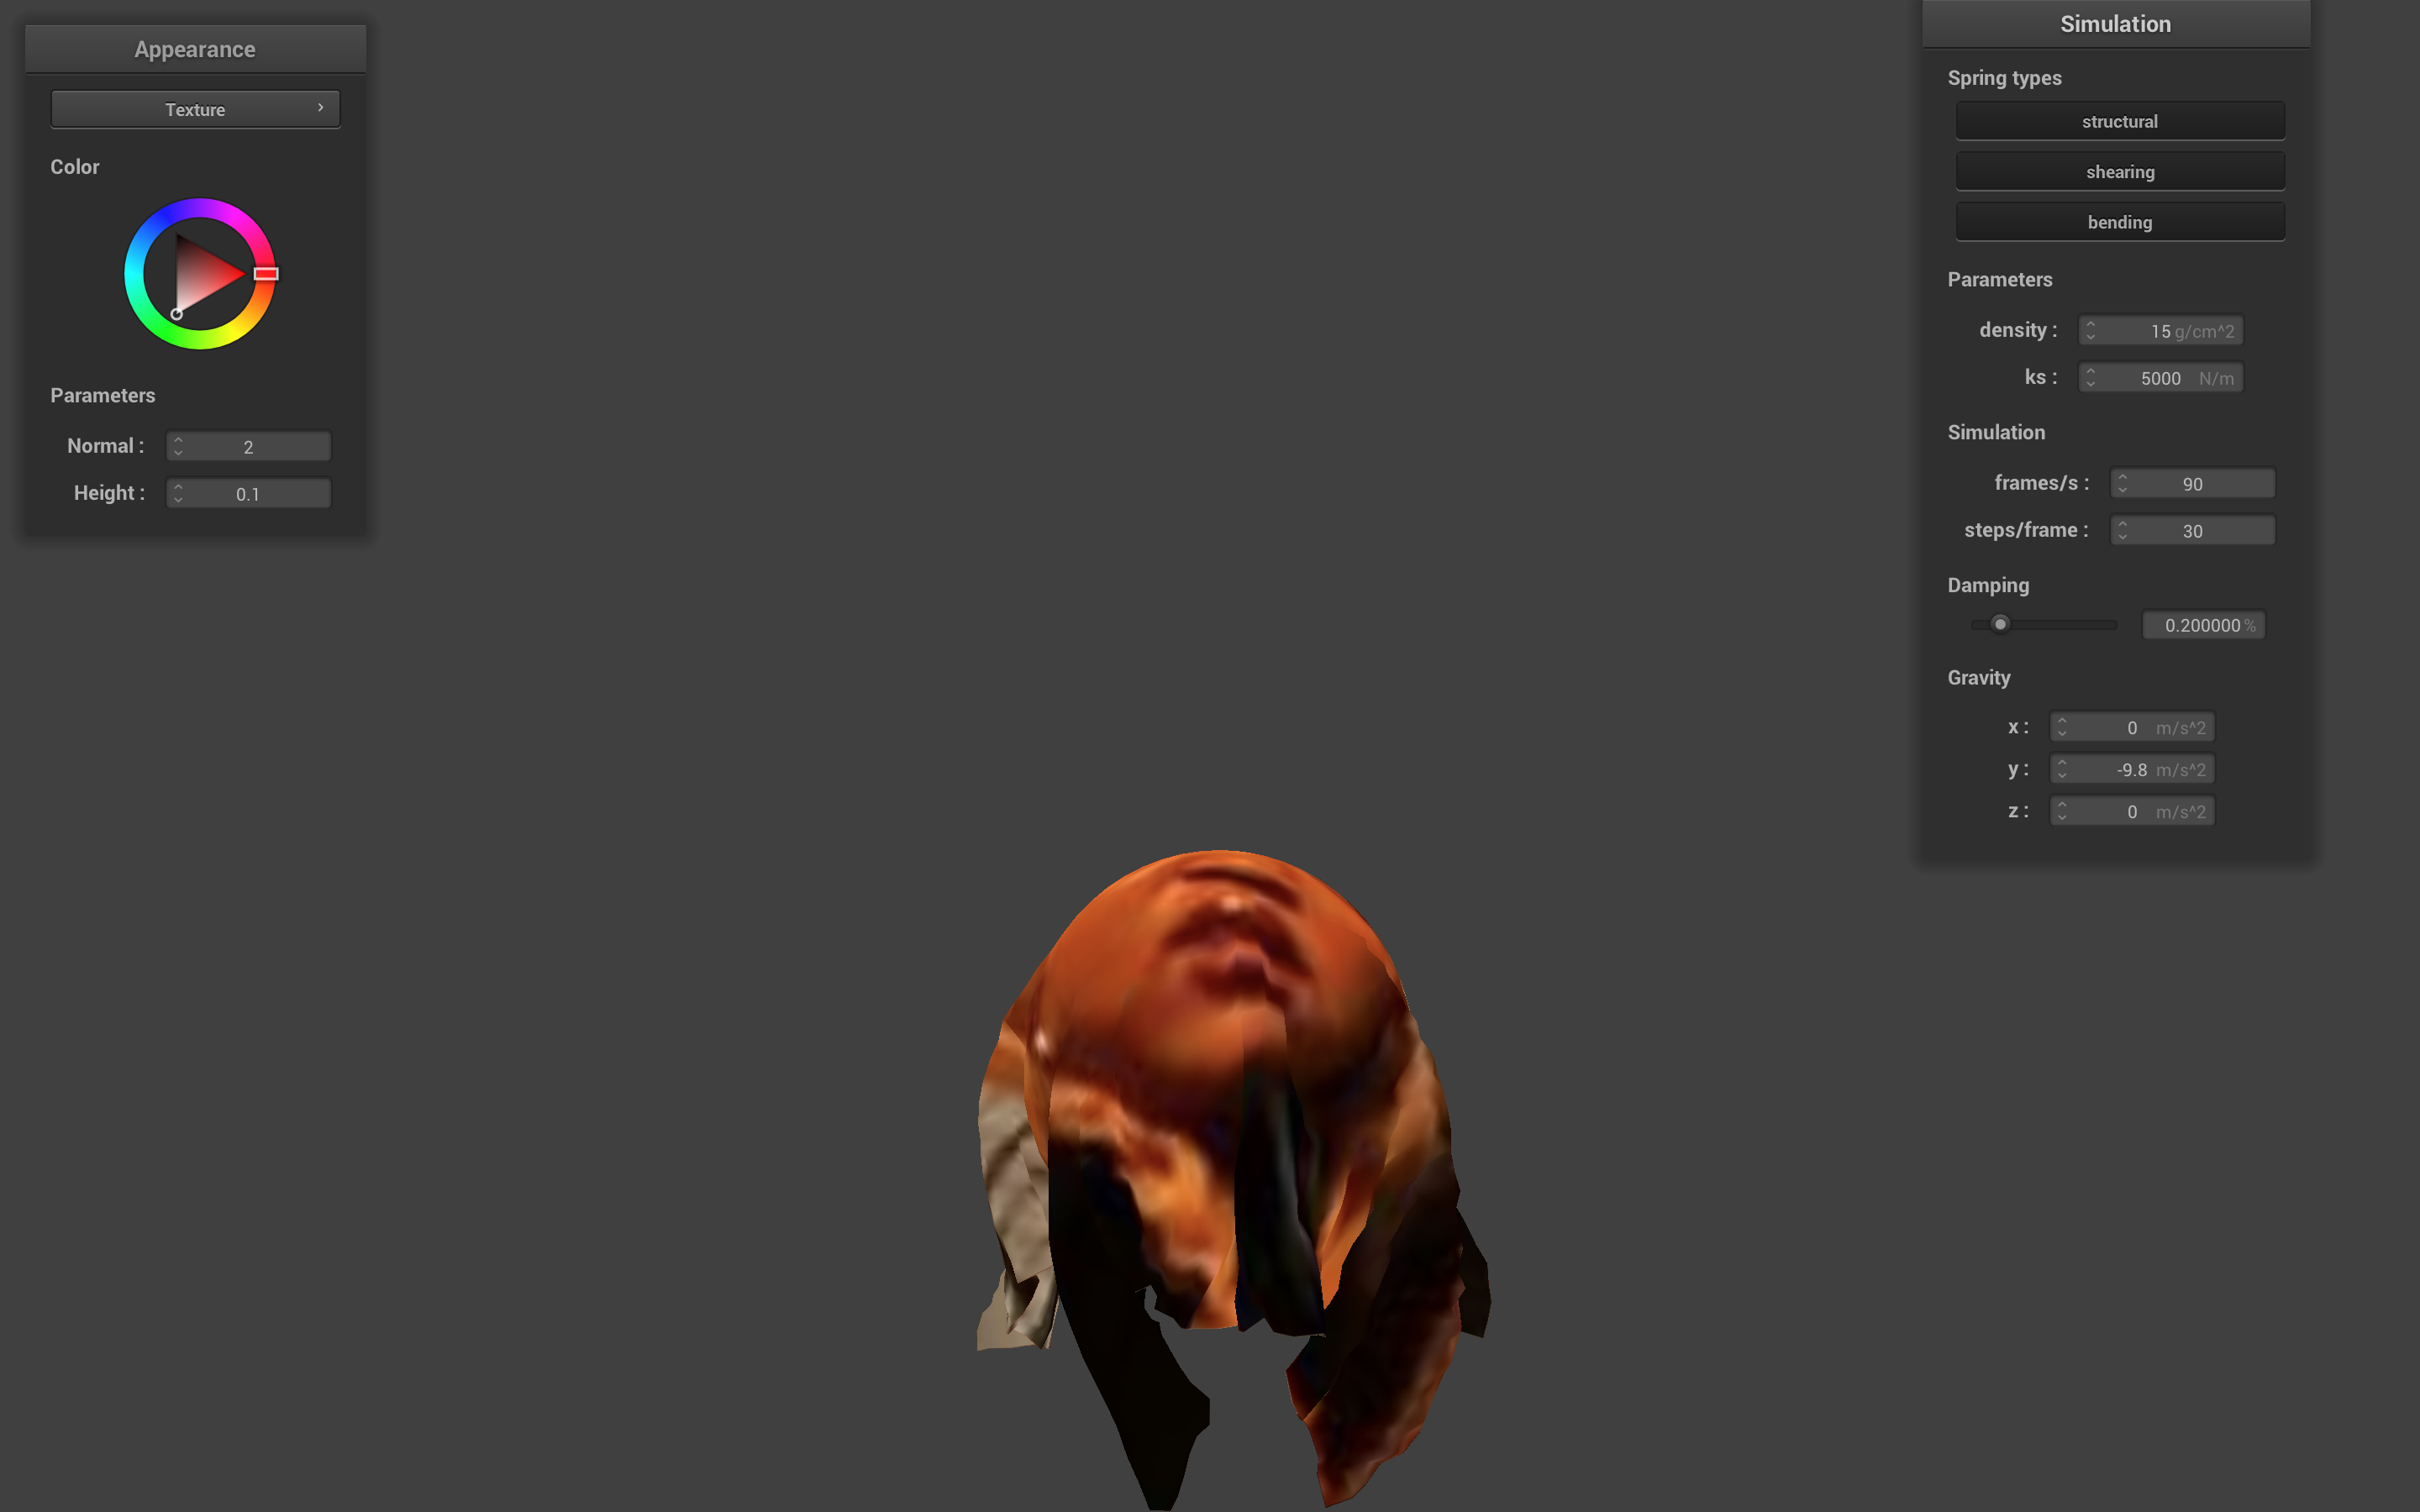 Appearance
Texture
Color
Parameters
Normal : 2
Height : 0.1
Simulation
Spring types
structural
shearing
bending
Parameters
density : 15 g/cm^2
ks : 5000 N/m
Simulation
frames/s : 90
steps/frame : 30
Damping
0.200000 %
Gravity
x : 0 m/s^2
y : -9.8 m/s^2
z : 0 m/s^2